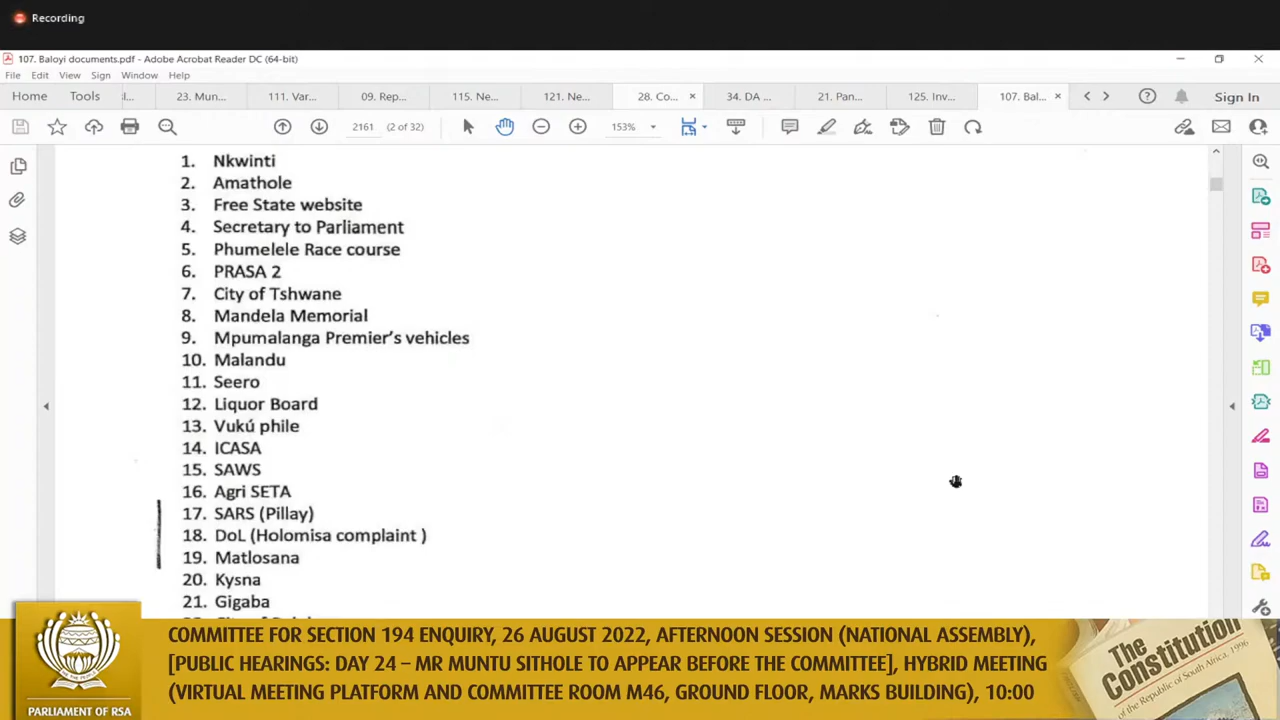 Recording
107. Baloyi documents.pdf - Adobe Acrobat Reader DC (64-bit)
File Edit View Sign Window Help
Home Tools 23. Mun... 111. Var... 09. Rep... 115. Ne... 121. Ne... 28. Co... 34. DA ... 21. Pan... 125. Inv... 107. Bal... Sign In
2161 (2 of 32) 153%
1. Nkwinti
2. Amathole
3. Free State website
4. Secretary to Parliament
5. Phumelele Race course
6. PRASA 2
7. City of Tshwane
8. Mandela Memorial
9. Mpumalanga Premier's vehicles
10. Malandu
11. Seero
12. Liquor Board
13. Vukú phile
14. ICASA
15. SAWS
16. Agri SETA
17. SARS (Pillay)
18. DoL (Holomisa complaint )
19. Matlosana
20. Kysna
21. Gigaba
COMMITTEE FOR SECTION 194 ENQUIRY, 26 AUGUST 2022, AFTERNOON SESSION (NATIONAL ASSEMBLY),
[PUBLIC HEARINGS: DAY 24 – MR MUNTU SITHOLE TO APPEAR BEFORE THE COMMITTEE], HYBRID MEETING
(VIRTUAL MEETING PLATFORM AND COMMITTEE ROOM M46, GROUND FLOOR, MARKS BUILDING), 10:00
PARLIAMENT OF RSA
The
Constitution
of the Republic of South Africa, 1996